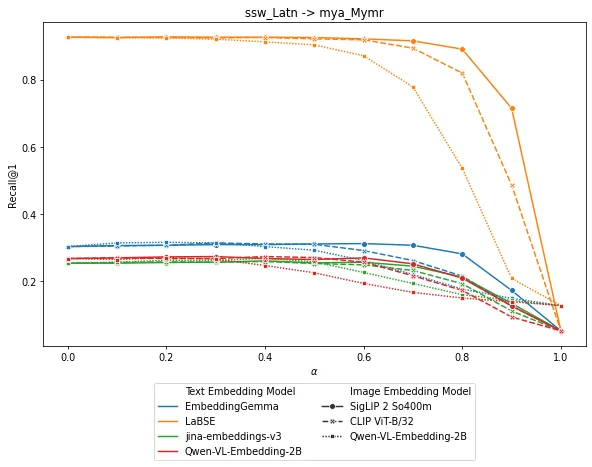 ssw_Latn -> mya_Mymr
Recall@1
0.8
0.6
0.4
0.2
0.0 0.2 0.4 0.6 0.8 1.0
α
Text Embedding Model
EmbeddingGemma
LaBSE
jina-embeddings-v3
Qwen-VL-Embedding-2B
Image Embedding Model
SigLIP 2 So400m
CLIP ViT-B/32
Qwen-VL-Embedding-2B